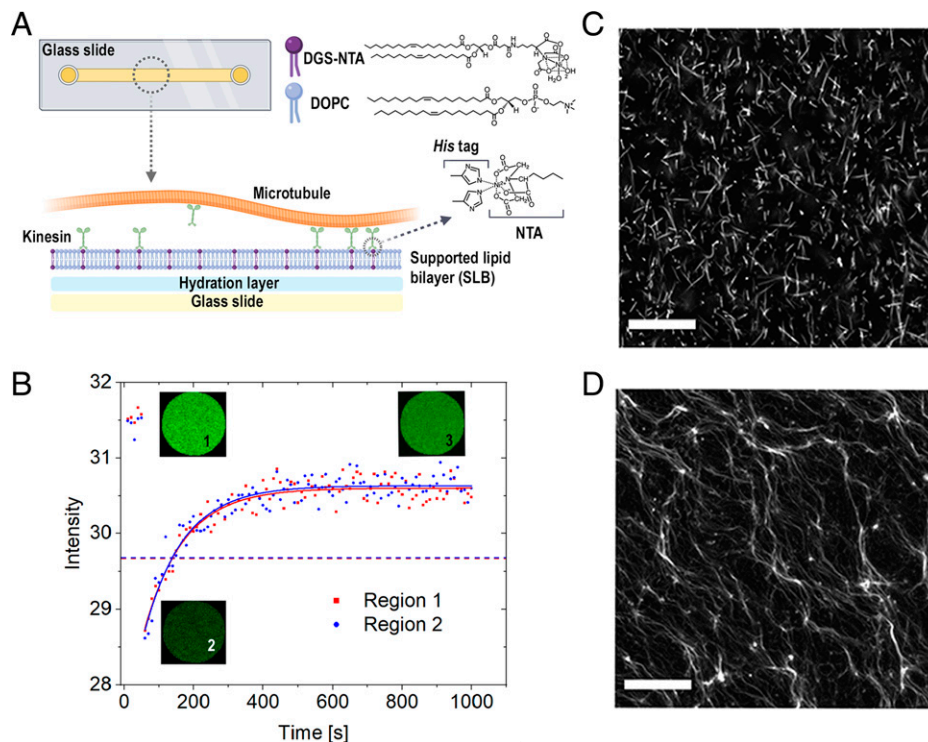 A
Glass slide
DGS-NTA
DOPC
His tag
Microtubule
NTA
Kinesin
Supported lipid
bilayer (SLB)
Hydration layer
Glass slide
B
32
31
30
29
28
Intensity
1
3
2
Region 1
Region 2
0
200
400
600
800
1000
Time [s]
C
D